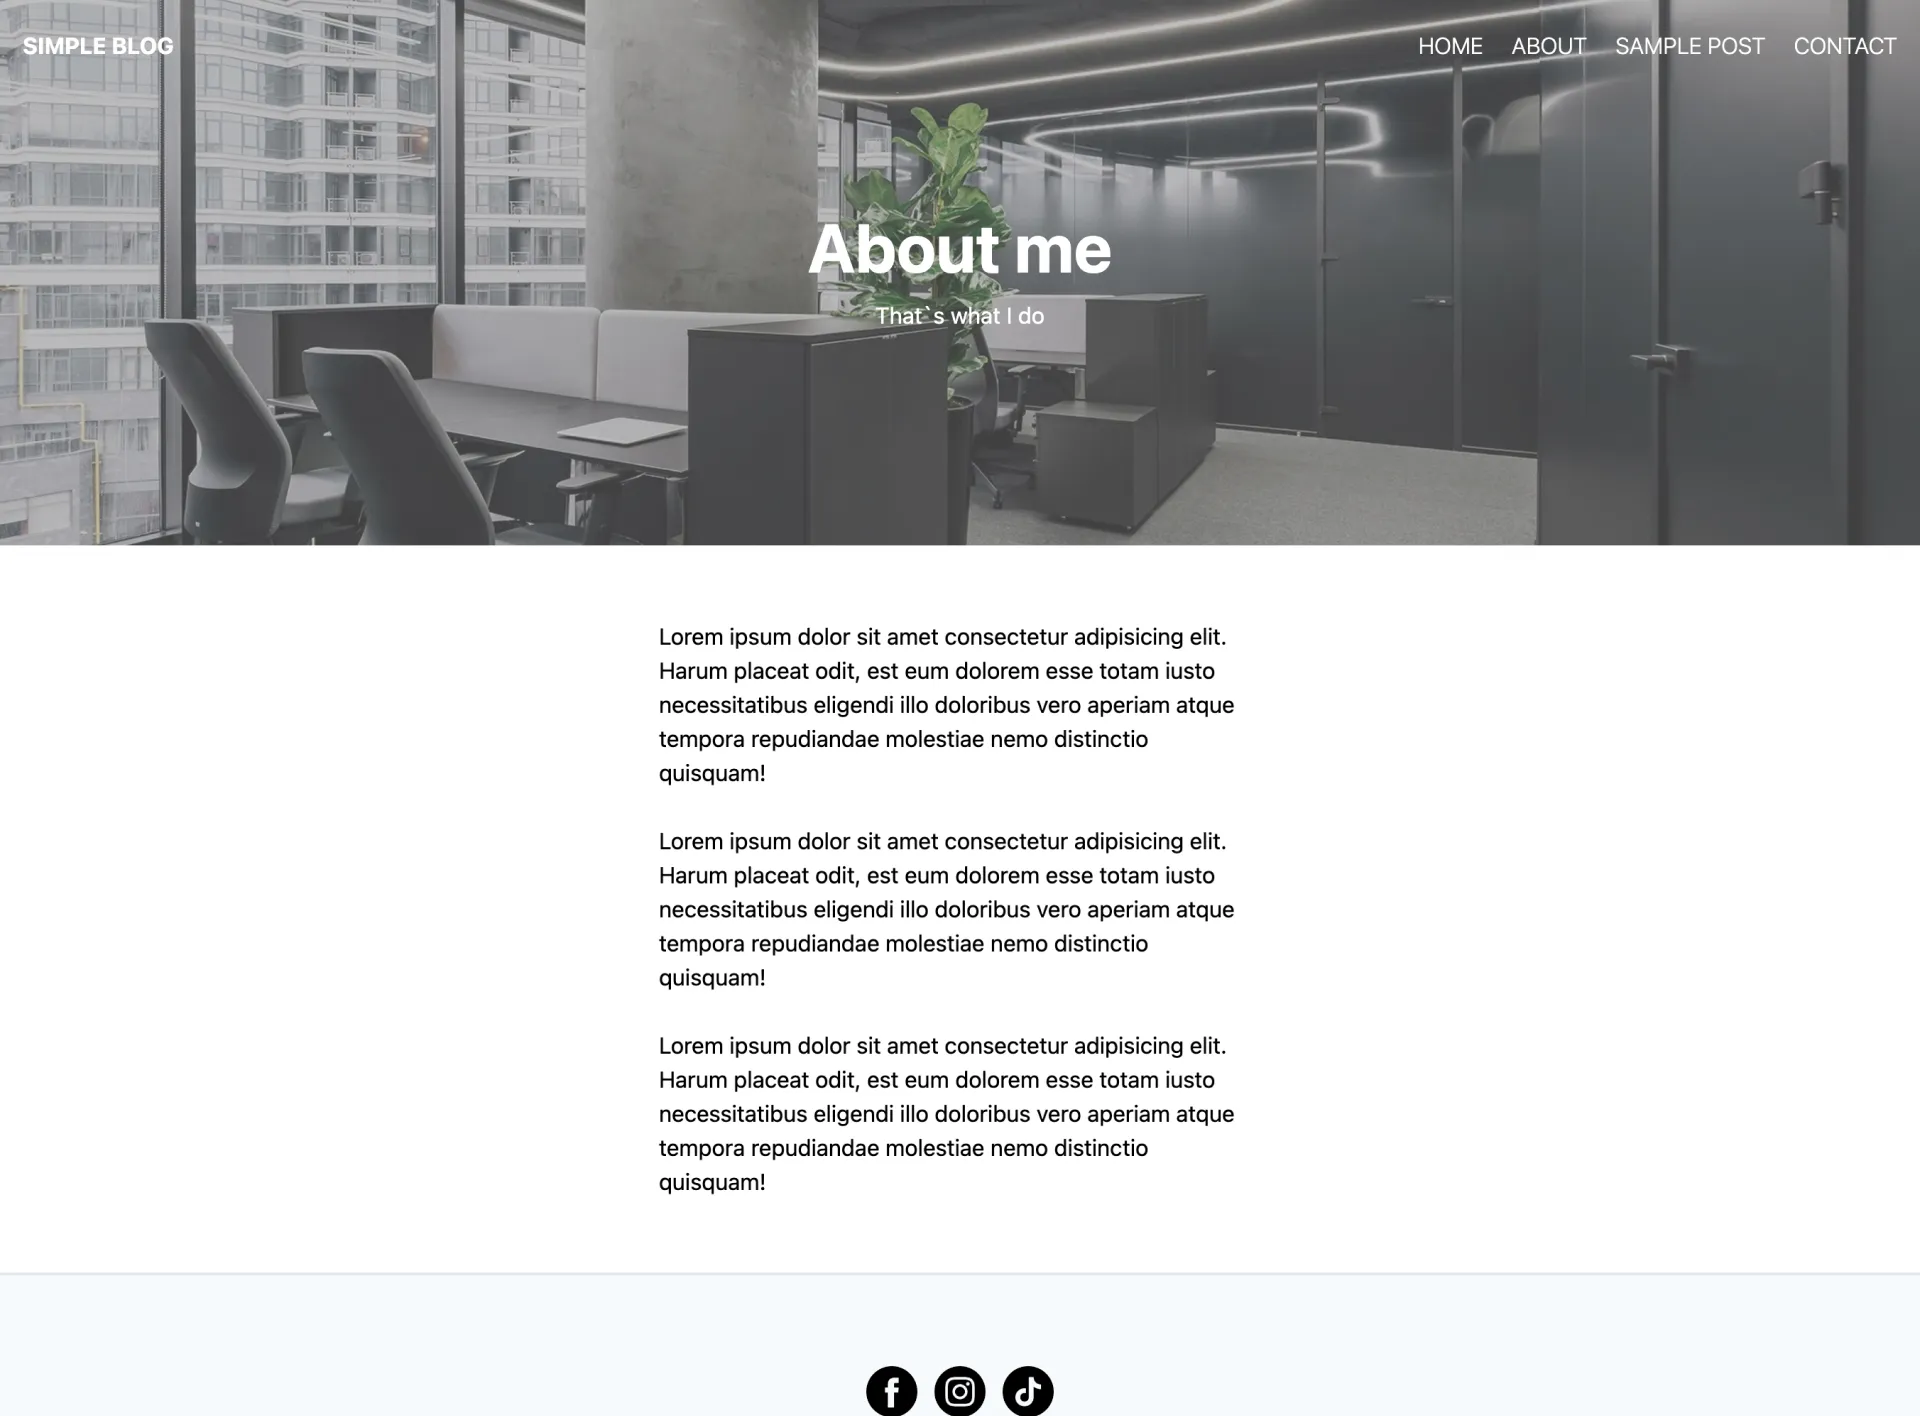 SIMPLE BLOG
HOME ABOUT SAMPLE POST CONTACT
About me
That`s what I do
Lorem ipsum dolor sit amet consectetur adipisicing elit.
Harum placeat odit, est eum dolorem esse totam iusto
necessitatibus eligendi illo doloribus vero aperiam atque
tempora repudiandae molestiae nemo distinctio
quisquam!
Lorem ipsum dolor sit amet consectetur adipisicing elit.
Harum placeat odit, est eum dolorem esse totam iusto
necessitatibus eligendi illo doloribus vero aperiam atque
tempora repudiandae molestiae nemo distinctio
quisquam!
Lorem ipsum dolor sit amet consectetur adipisicing elit.
Harum placeat odit, est eum dolorem esse totam iusto
necessitatibus eligendi illo doloribus vero aperiam atque
tempora repudiandae molestiae nemo distinctio
quisquam!